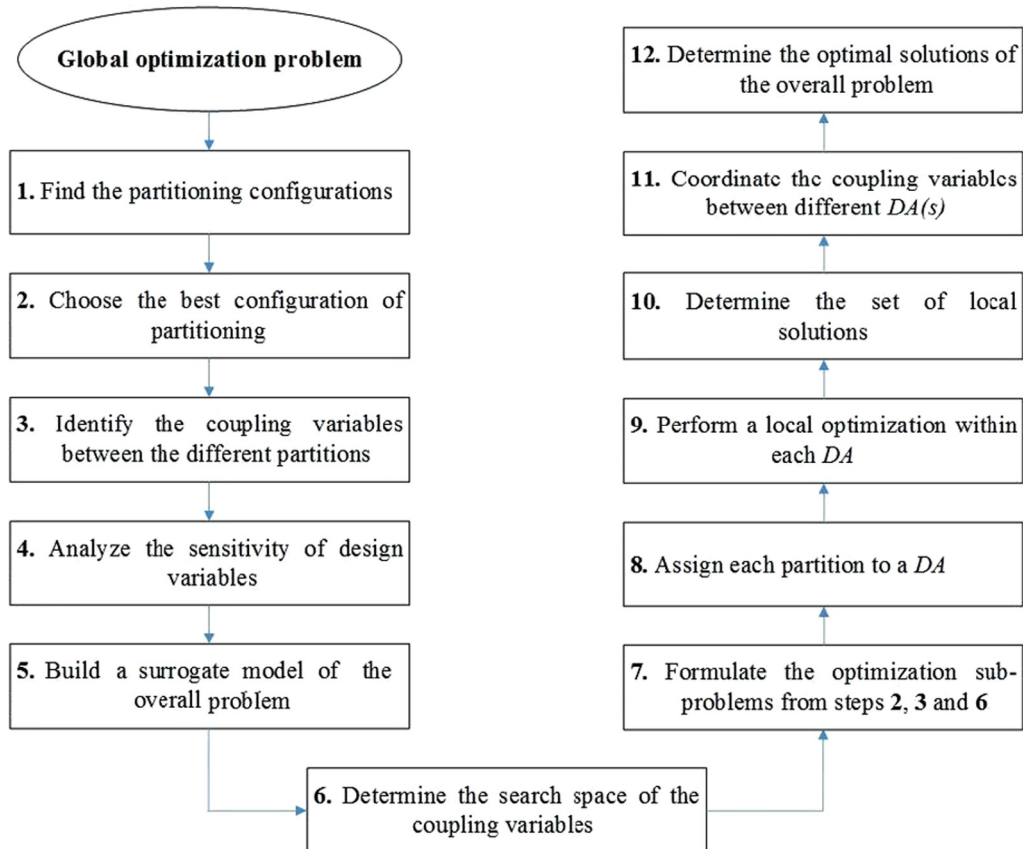 Global optimization problem
1. Find the partitioning configurations
2. Choose the best configuration of
partitioning
3. Identify the coupling variables
between the different partitions
4. Analyze the sensitivity of design
variables
5. Build a surrogate model of the
overall problem
6. Determine the search space of the
coupling variables
7. Formulate the optimization sub-
problems from steps 2, 3 and 6
8. Assign each partition to a DA
9. Perform a local optimization within
each DA
10. Determine the set of local
solutions
11. Coordinate the coupling variables
between different DA(s)
12. Determine the optimal solutions of
the overall problem